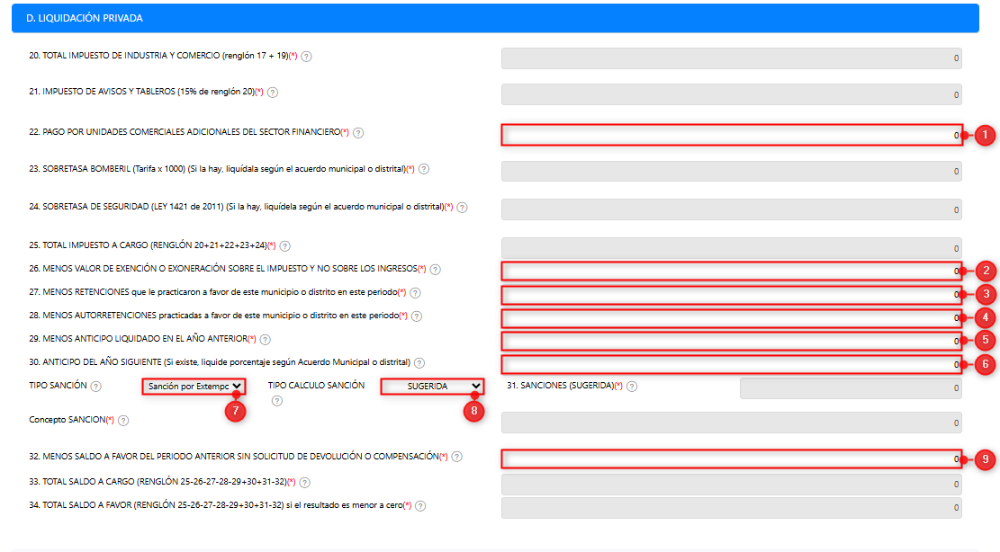 D. LIQUIDACIÓN PRIVADA
20. TOTAL IMPUESTO DE INDUSTRIA Y COMERCIO (renglón 17 + 19)(*) ? 0
21. IMPUESTO DE AVISOS Y TABLEROS (15% de renglón 20)(*) ? 0
22. PAGO POR UNIDADES COMERCIALES ADICIONALES DEL SECTOR FINANCIERO(*) ? 0 1
23. SOBRETASA BOMBERIL (Tarifa x 1000) (Si la hay, liquídala según el acuerdo municipal o distrital)(*) ? 0
24. SOBRETASA DE SEGURIDAD (LEY 1421 de 2011) (Si la hay, liquídela según el acuerdo municipal o distrital)(*) ? 0
25. TOTAL IMPUESTO A CARGO (RENGLÓN 20+21+22+23+24)(*) ? 0
26. MENOS VALOR DE EXENCIÓN O EXONERACIÓN SOBRE EL IMPUESTO Y NO SOBRE LOS INGRESOS(*) ? 0 2
27. MENOS RETENCIONES que le practicaron a favor de este municipio o distrito en este periodo(*) ? 0 3
28. MENOS AUTORRETENCIONES practicadas a favor de este municipio o distrito en este periodo(*) ? 0 4
29. MENOS ANTICIPO LIQUIDADO EN EL AÑO ANTERIOR(*) ? 0 5
30. ANTICIPO DEL AÑO SIGUIENTE (Si existe, liquide porcentaje según Acuerdo Municipal o distrital) ? 0 6
TIPO SANCIÓN ? Sanción por Extempc TIPO CALCULO SANCIÓN ? SUGERIDA 31. SANCIONES (SUGERIDA)(*) ? 0
7 8
Concepto SANCION(*) ? 0
32. MENOS SALDO A FAVOR DEL PERIODO ANTERIOR SIN SOLICITUD DE DEVOLUCIÓN O COMPENSACIÓN(*) ? 0 9
33. TOTAL SALDO A CARGO (RENGLÓN 25-26-27-28-29+30+31-32)(*) ? 0
34. TOTAL SALDO A FAVOR (RENGLÓN 25-26-27-28-29+30+31-32) si el resultado es menor a cero(*) ? 0